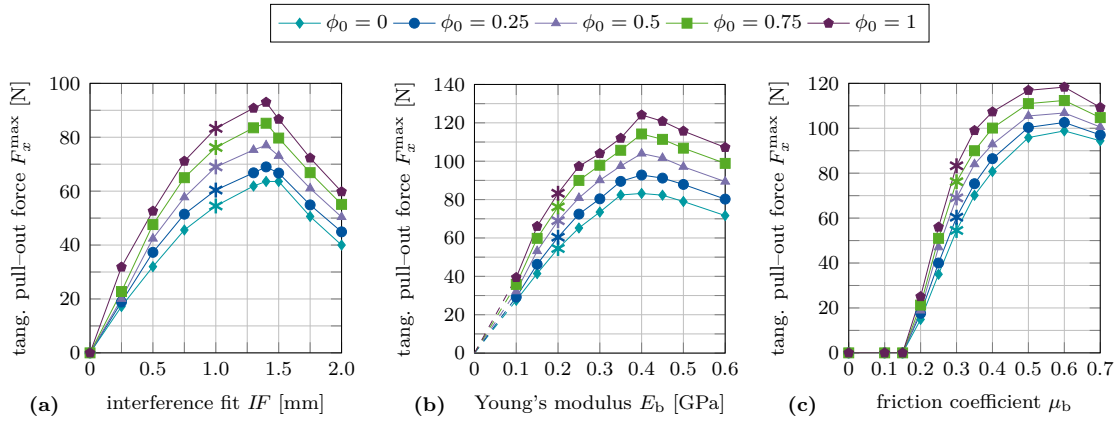 ϕ₀ = 0 ϕ₀ = 0.25 ϕ₀ = 0.5 ϕ₀ = 0.75 ϕ₀ = 1
tang. pull−out force Fₓᵐᵃˣ [N]
100
80
60
40
20
0
0 0.5 1.0 1.5 2.0
(a) interference fit IF [mm]
tang. pull−out force Fₓᵐᵃˣ [N]
140
120
100
80
60
40
20
0
0 0.1 0.2 0.3 0.4 0.5 0.6
(b) Young's modulus E_b [GPa]
tang. pull−out force Fₓᵐᵃˣ [N]
120
100
80
60
40
20
0
0 0.1 0.2 0.3 0.4 0.5 0.6 0.7
(c) friction coefficient μ_b